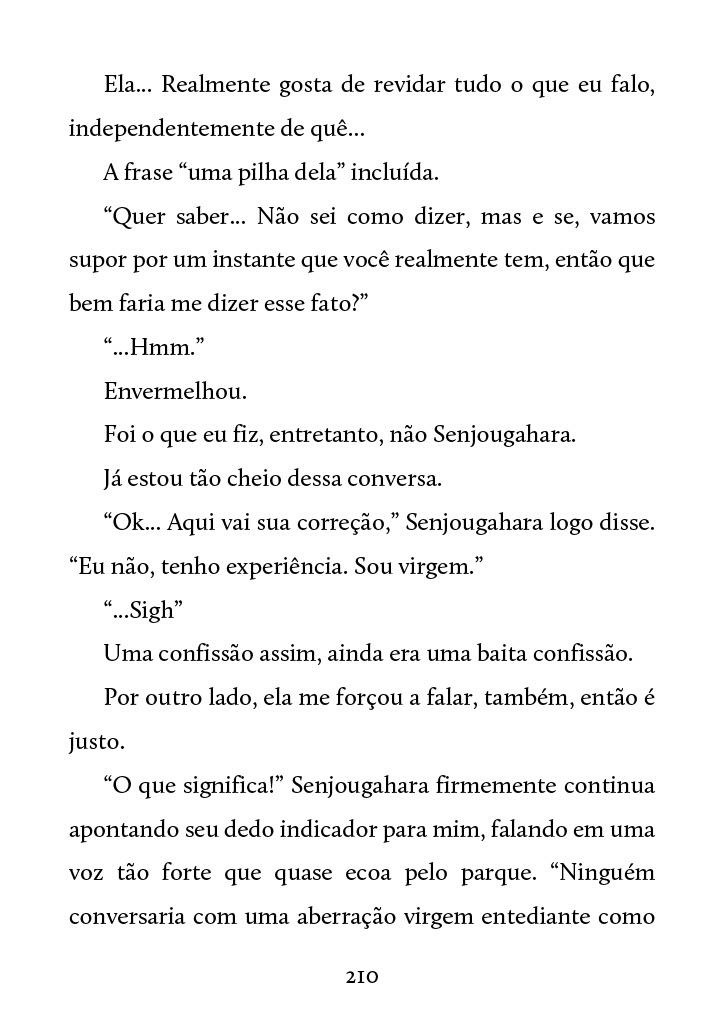 Ela... Realmente gosta de revidar tudo o que eu falo,
independentemente de quê...
A frase “uma pilha dela” incluída.
“Quer saber... Não sei como dizer, mas e se, vamos
supor por um instante que você realmente tem, então que
bem faria me dizer esse fato?”
“...Hmm.”
Envermelhou.
Foi o que eu fiz, entretanto, não Senjougahara.
Já estou tão cheio dessa conversa.
“Ok... Aqui vai sua correção,” Senjougahara logo disse.
“Eu não, tenho experiência. Sou virgem.”
“...Sigh”
Uma confissão assim, ainda era uma baita confissão.
Por outro lado, ela me forçou a falar, também, então é
justo.
“O que significa!” Senjougahara firmemente continua
apontando seu dedo indicador para mim, falando em uma
voz tão forte que quase ecoa pelo parque. “Ninguém
conversaria com uma aberração virgem entediante como
210